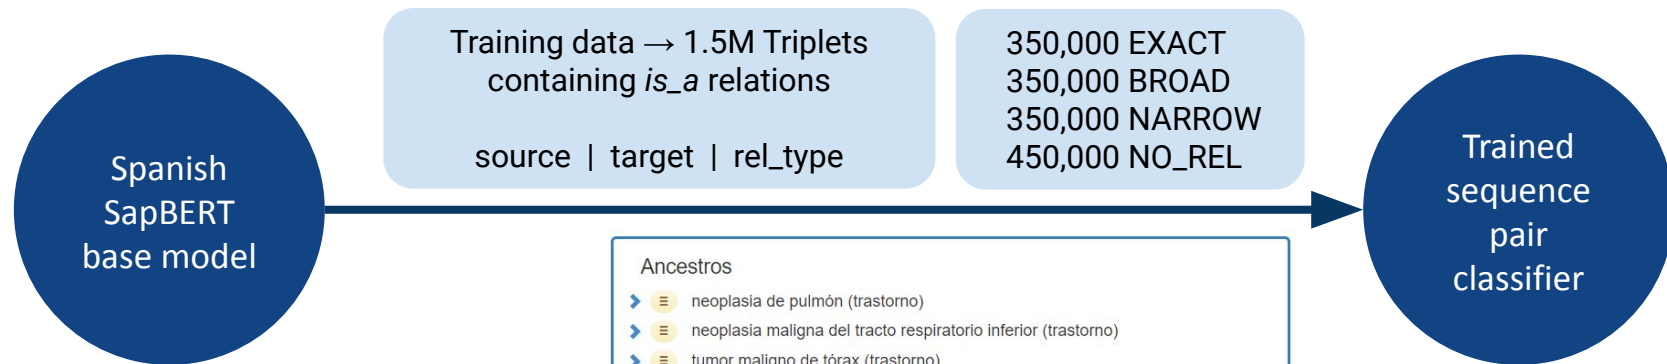 Spanish
SapBERT
base model
Training data → 1.5M Triplets
containing is_a relations
source | target | rel_type
350,000 EXACT
350,000 BROAD
350,000 NARROW
450,000 NO_REL
Trained
sequence
pair
classifier
Ancestros
neoplasia de pulmón (trastorno)
neoplasia maligna del tracto respiratorio inferior (trastorno)
tumor maligno de tórax (trastorno)